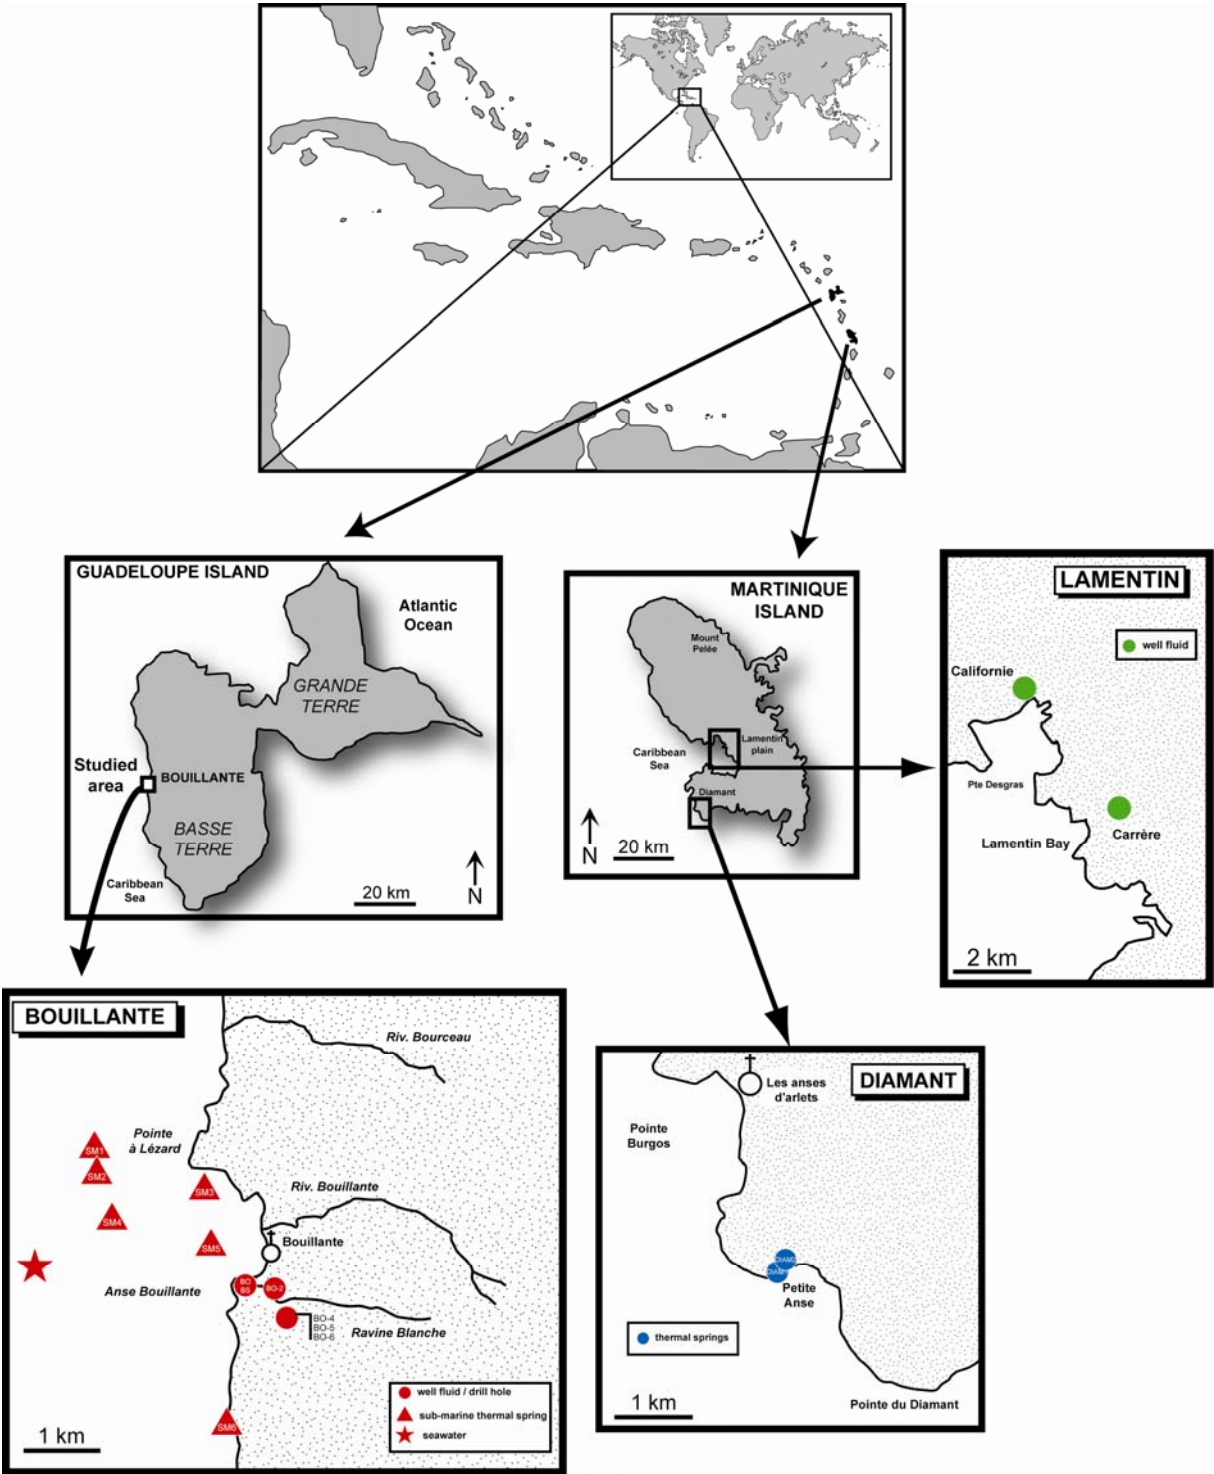 GUADELOUPE ISLAND
Atlantic
Ocean
GRANDE
TERRE
Studied
area
BOUILLANTE
BASSE
TERRE
Caribbean
Sea
20 km
N
MARTINIQUE
ISLAND
Mount
Pelée
Lamentin
plain
Caribbean
Sea
Diamant
N
20 km
LAMENTIN
well fluid
Californie
Pte Desgras
Carrère
Lamentin Bay
2 km
BOUILLANTE
Riv. Bourceau
Pointe
à Lézard
SM1
SM2
SM3
Riv. Bouillante
SM4
SM5
Bouillante
Anse Bouillante
BO
BS
BO-2
BO-4
BO-5
BO-6
Ravine Blanche
well fluid / drill hole
sub-marine thermal spring
seawater
SM6
1 km
DIAMANT
Les anses
d'arlets
Pointe
Burgos
DIAM2
Petite
Anse
thermal springs
1 km
Pointe du Diamant